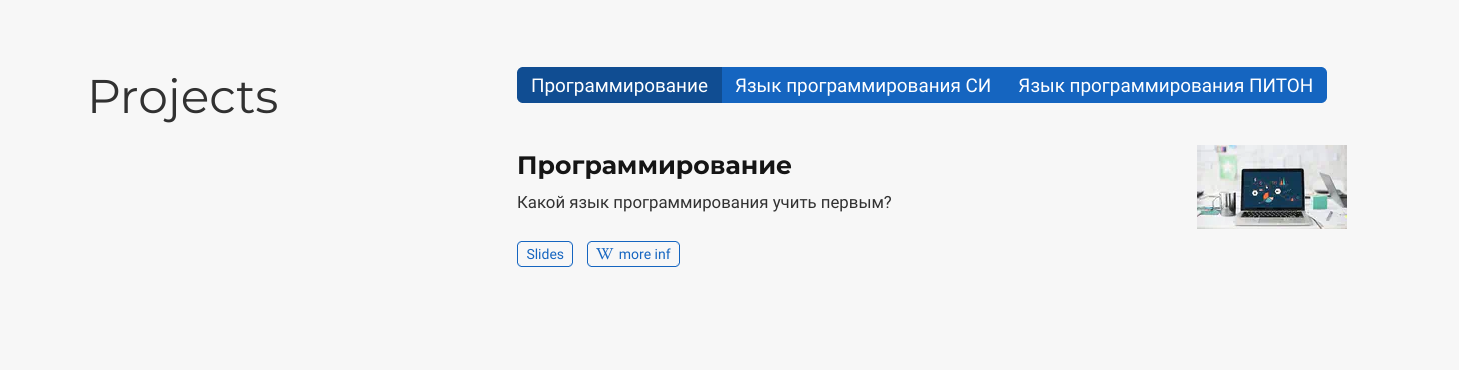 Projects
Программирование Язык программирования СИ Язык программирования ПИТОН
Программирование
Какой язык программирования учить первым?
Slides W more inf